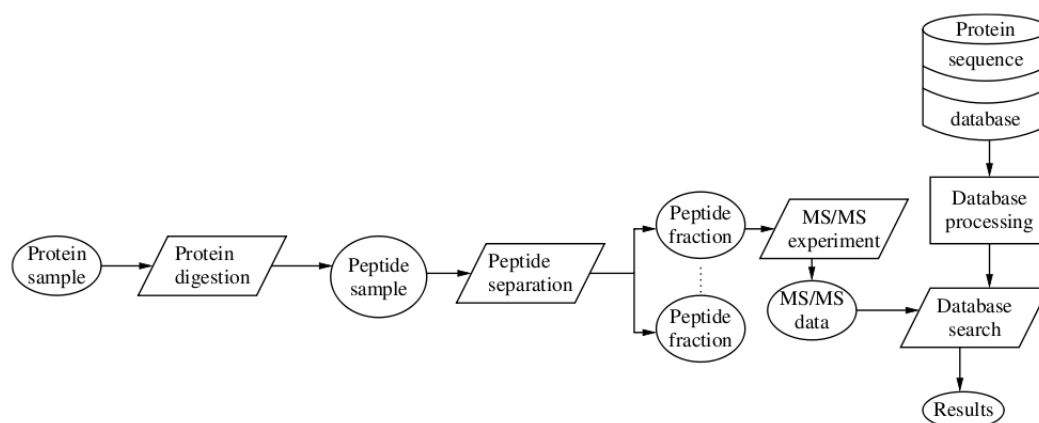 Protein
sequence
database
Database
processing
Protein
sample
Protein
digestion
Peptide
sample
Peptide
separation
Peptide
fraction
Peptide
fraction
MS/MS
experiment
MS/MS
data
Database
search
Results